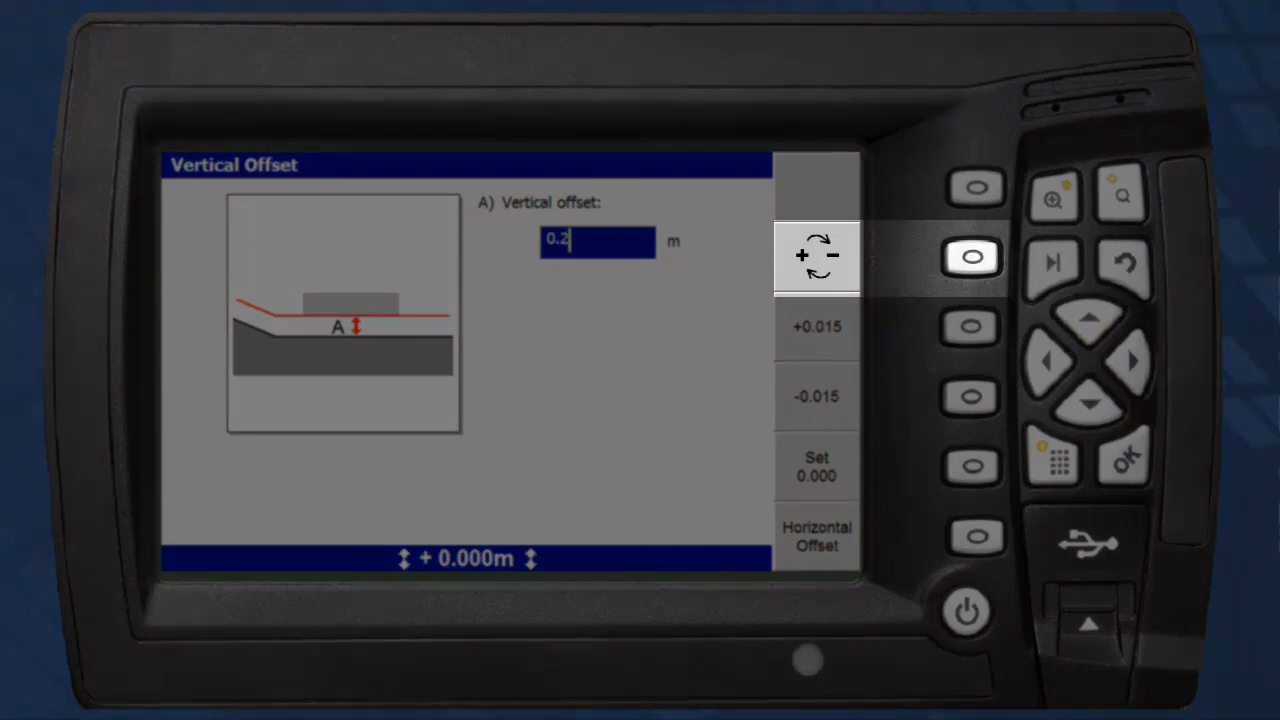 Vertical Offset
A) Vertical offset:
0.2 m
A
+ -
+0.015
-0.015
Set
0.000
Horizontal
Offset
+ 0.000m
OK